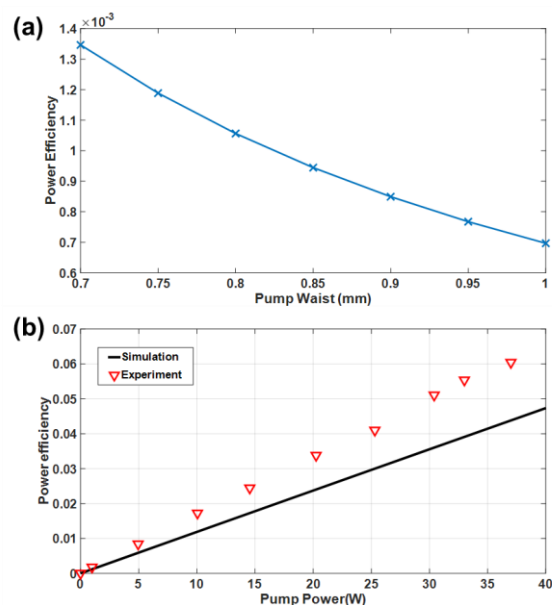 (a)
×10⁻³
1.4
1.3
1.2
1.1
1
0.9
0.8
0.7
0.6
Power Efficiency
0.7 0.75 0.8 0.85 0.9 0.95 1
Pump Waist (mm)
(b)
0.07
0.06
0.05
0.04
0.03
0.02
0.01
0
Power efficiency
Simulation
Experiment
0 5 10 15 20 25 30 35 40
Pump Power(W)